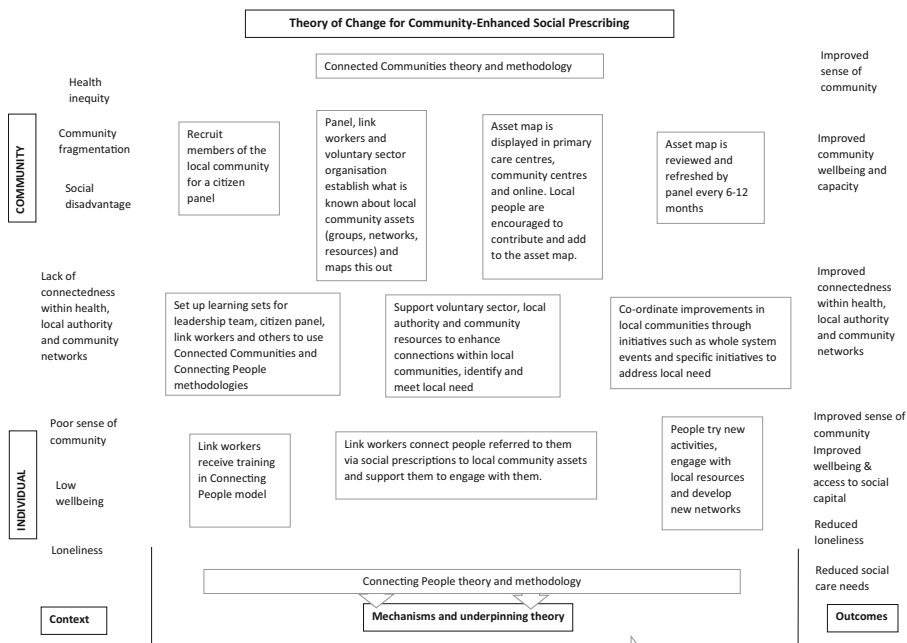 Theory of Change for Community-Enhanced Social Prescribing
Connected Communities theory and methodology
Improved
sense of
community
Health
inequity
COMMUNITY
Community
fragmentation
Social
disadvantage
Recruit
members of the
local community
for a citizen
panel
Panel, link
workers and
voluntary sector
organisation
establish what is
known about local
community assets
(groups, networks,
resources) and
maps this out
Asset map is
displayed in primary
care centres,
community centres
and online. Local
people are
encouraged to
contribute and add
to the asset map.
Asset map is
reviewed and
refreshed by
panel every 6-12
months
Improved
community
wellbeing and
capacity
Lack of
connectedness
within health,
local authority
and community
networks
Set up learning sets for
leadership team, citizen panel,
link workers and others to use
Connected Communities and
Connecting People
methodologies
Support voluntary sector, local
authority and community
resources to enhance
connections within local
communities, identify and
meet local need
Co-ordinate improvements in
local communities through
initiatives such as whole system
events and specific initiatives to
address local need
Improved
connectedness
within health,
local authority
and community
networks
INDIVIDUAL
Poor sense of
community
Low
wellbeing
Loneliness
Link workers
receive training
in Connecting
People model
Link workers connect people referred to them
via social prescriptions to local community assets
and support them to engage with them.
People try new
activities,
engage with
local resources
and develop
new networks
Improved sense of
community
Improved
wellbeing &
access to social
capital
Reduced
loneliness
Reduced social
care needs
Connecting People theory and methodology
Context
Mechanisms and underpinning theory
Outcomes